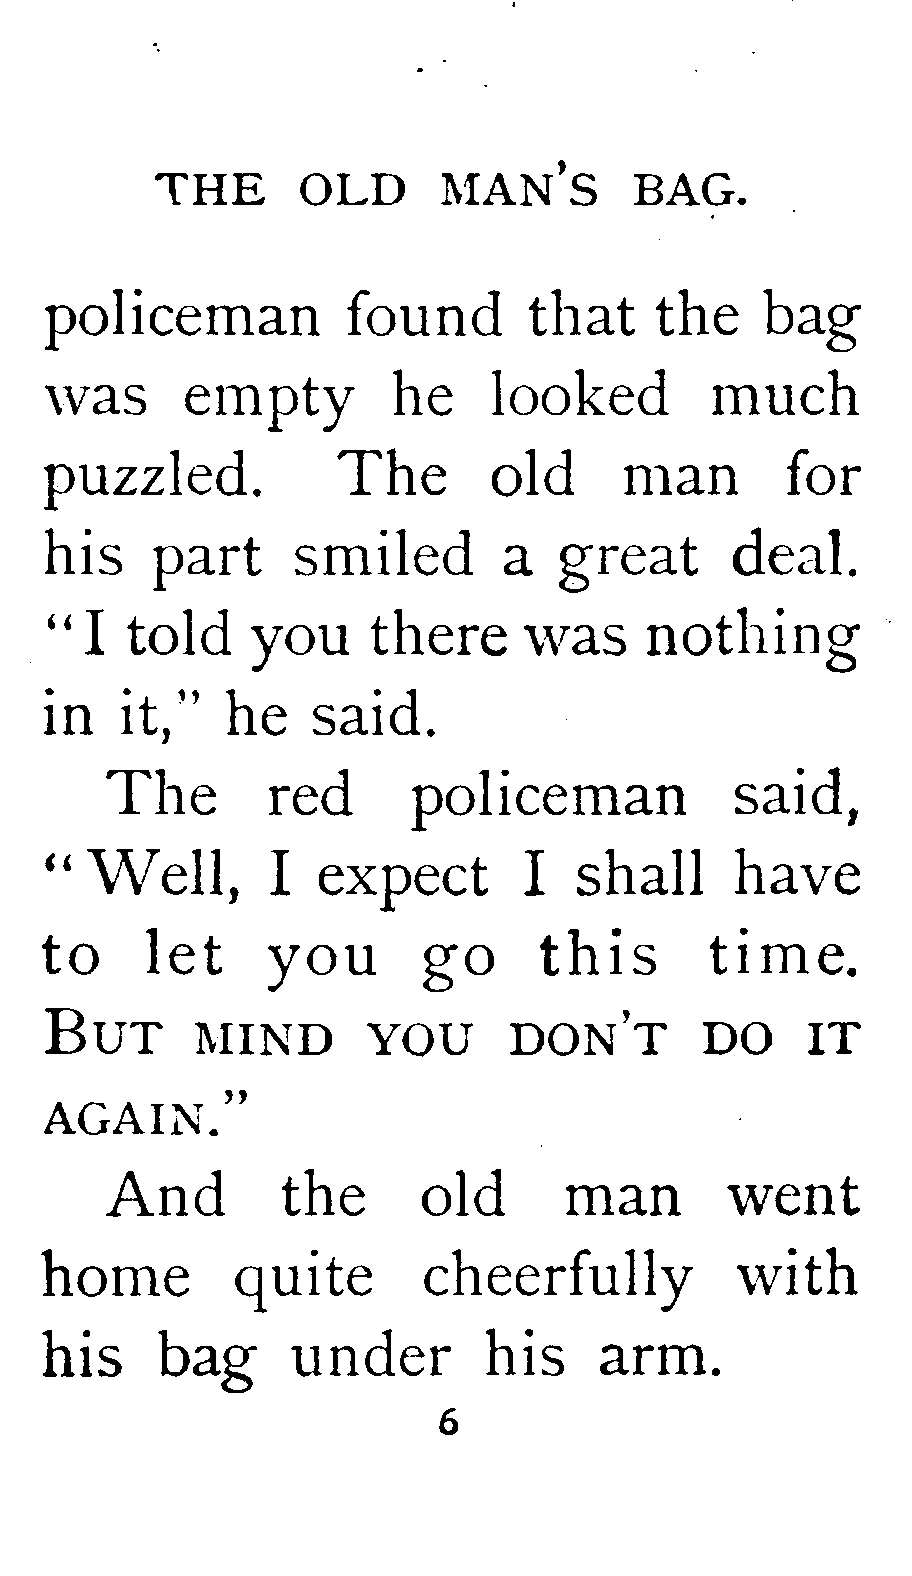 THE OLD MAN'S BAG.
policeman found that the bag
was empty he looked much
puzzled. The old man for
his part smiled a great deal.
“I told you there was nothing
in it,” he said.
The red policeman said,
“Well, I expect I shall have
to let you go this time.
BUT MIND YOU DON'T DO IT
AGAIN.”
And the old man went
home quite cheerfully with
his bag under his arm.
6